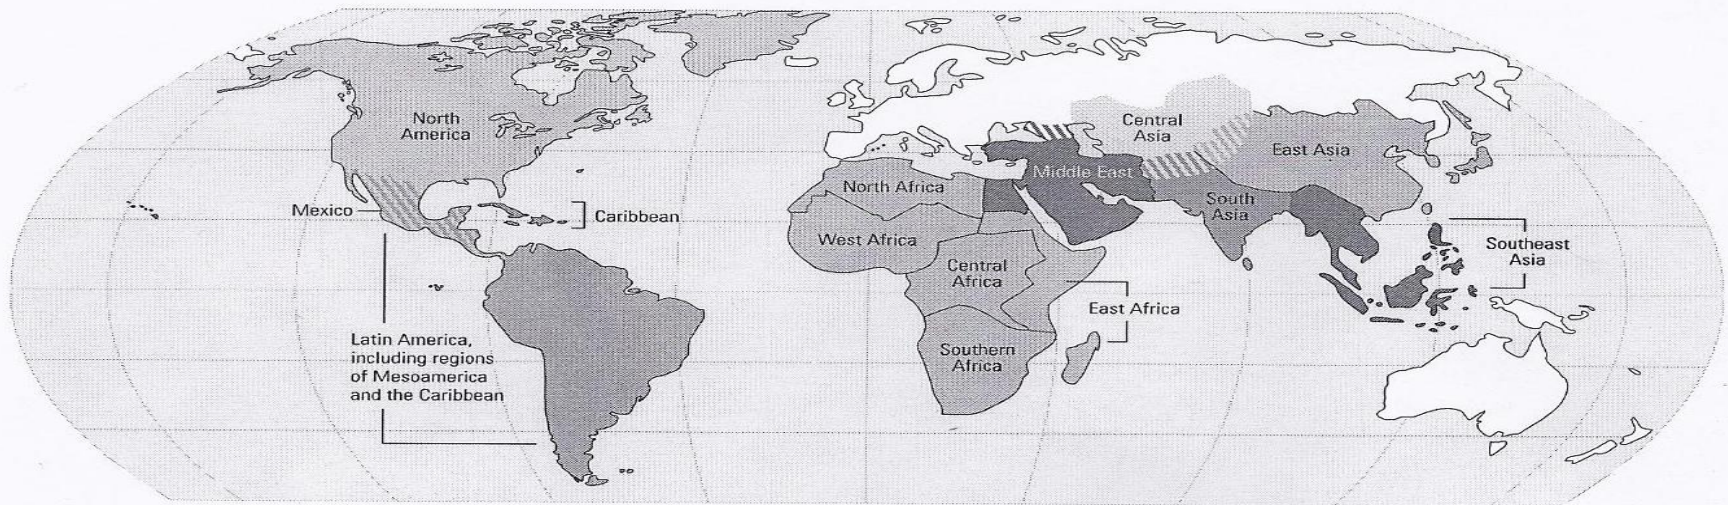 North
America
Mexico
Caribbean
Latin America,
including regions
of Mesoamerica
and the Caribbean
North Africa
West Africa
Central
Africa
East Africa
Southern
Africa
Middle East
Central
Asia
East Asia
South
Asia
Southeast
Asia